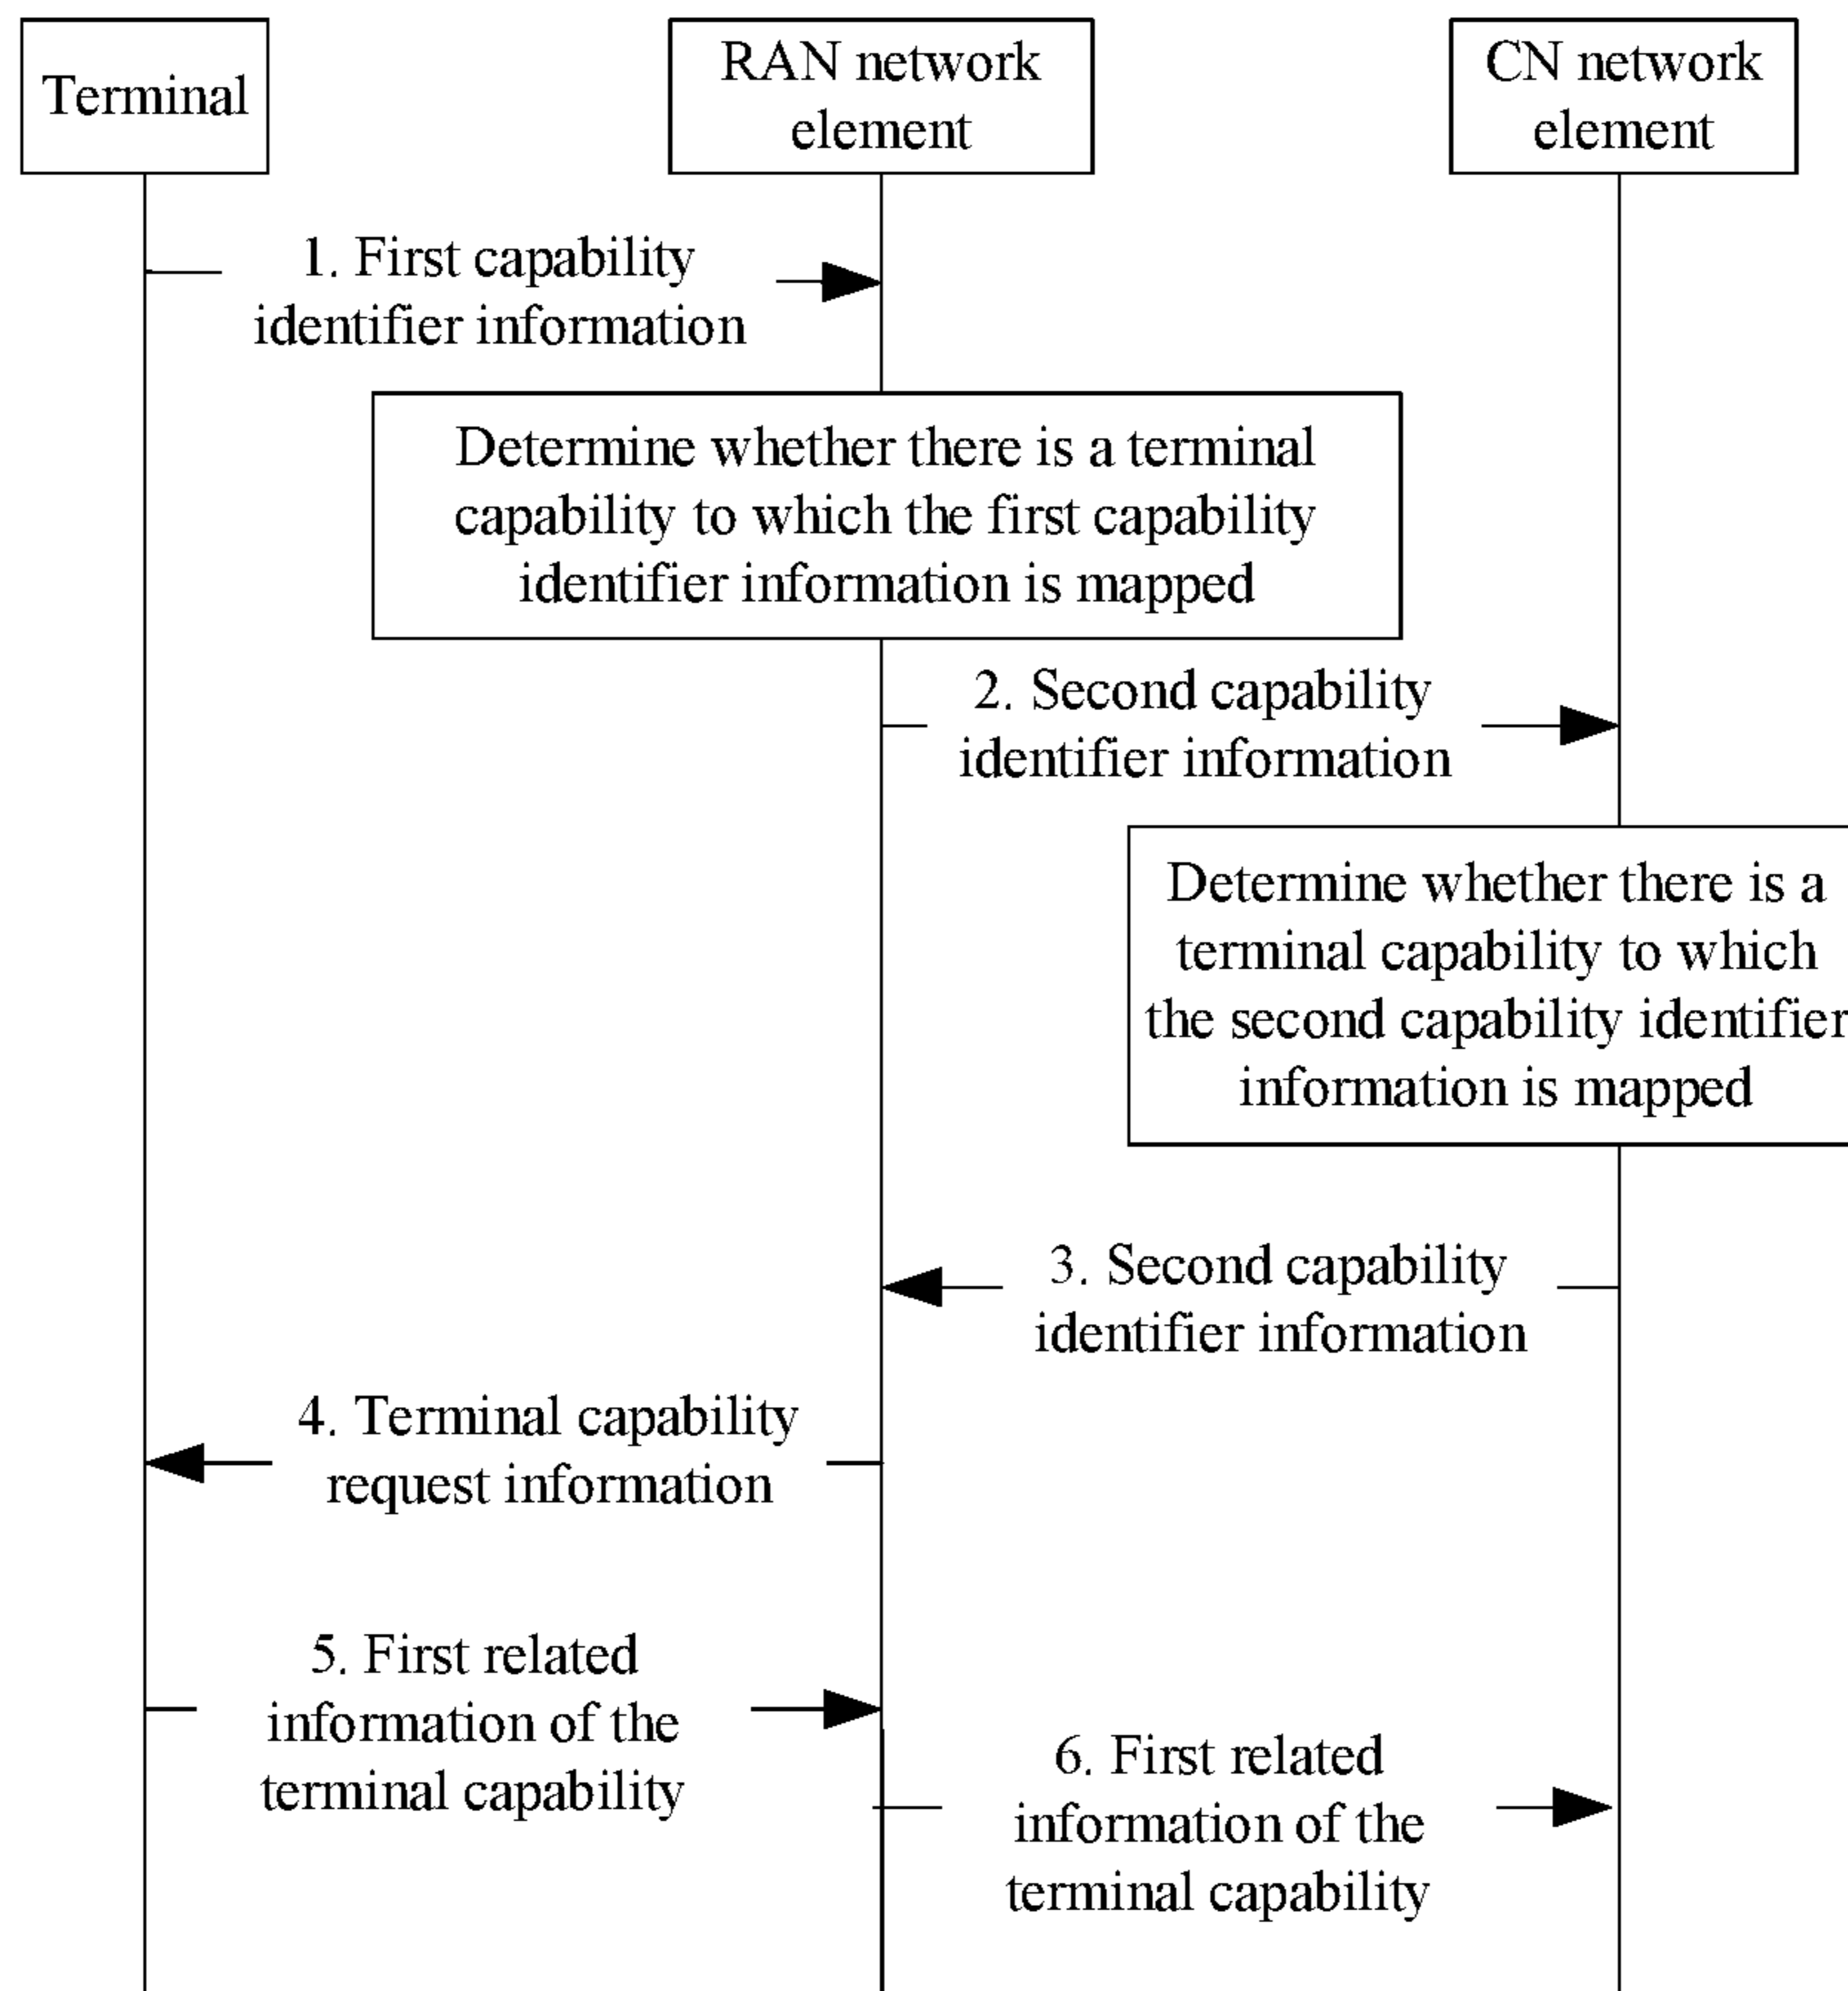 Terminal
RAN network
element
CN network
element
1. First capability
identifier information
Determine whether there is a terminal
capability to which the first capability
identifier information is mapped
2. Second capability
identifier information
Determine whether there is a
terminal capability to which
the second capability identifier
information is mapped
3. Second capability
identifier information
4. Terminal capability
request information
5. First related
information of the
terminal capability
6. First related
information of the
terminal capability